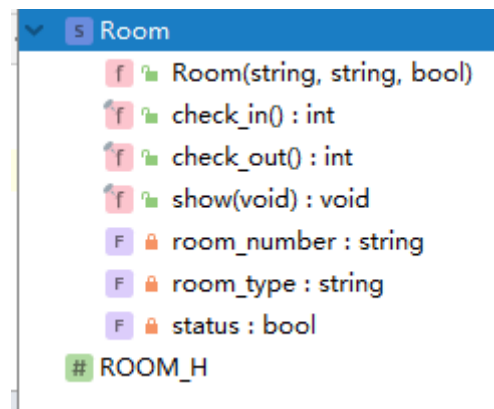 S Room
f Room(string, string, bool)
f check_in() : int
f check_out() : int
f show(void) : void
F room_number : string
F room_type : string
F status : bool
# ROOM_H